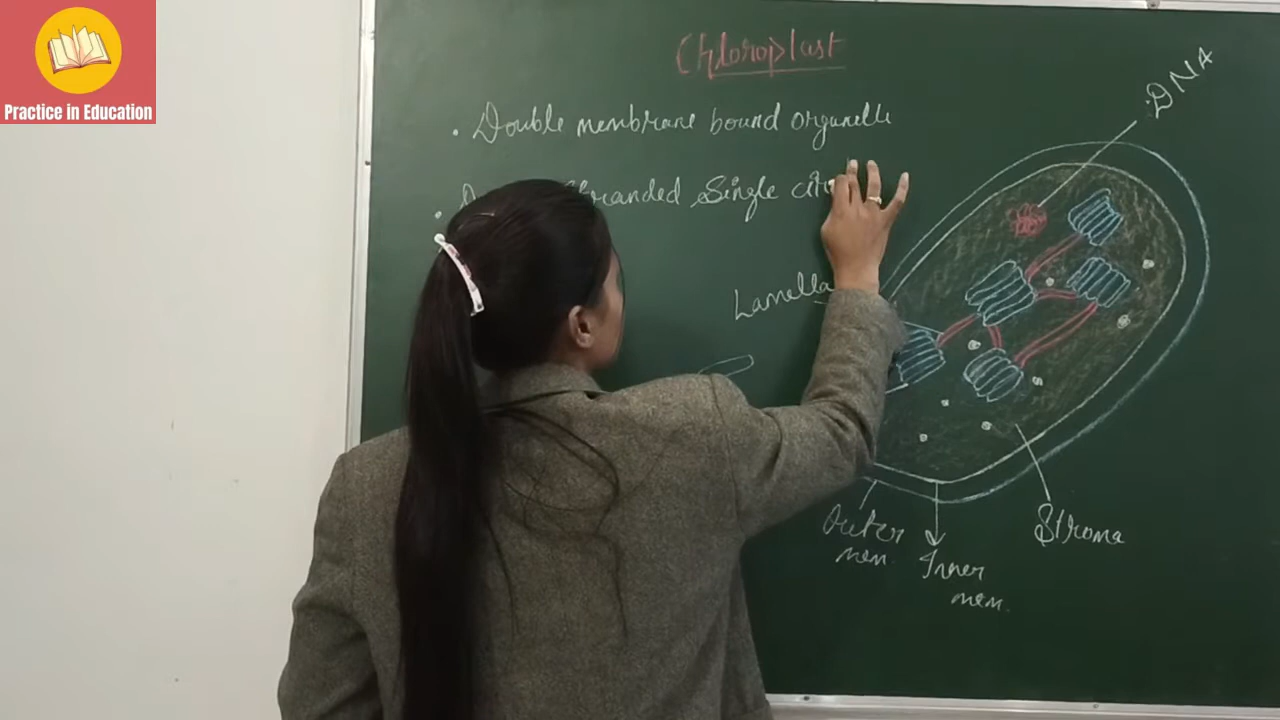 Practice in Education
Chloroplast
. Double membrane bound organelle
. stranded Single
DNA
Lamella
Outer
mem.
Inner
mem.
Stroma